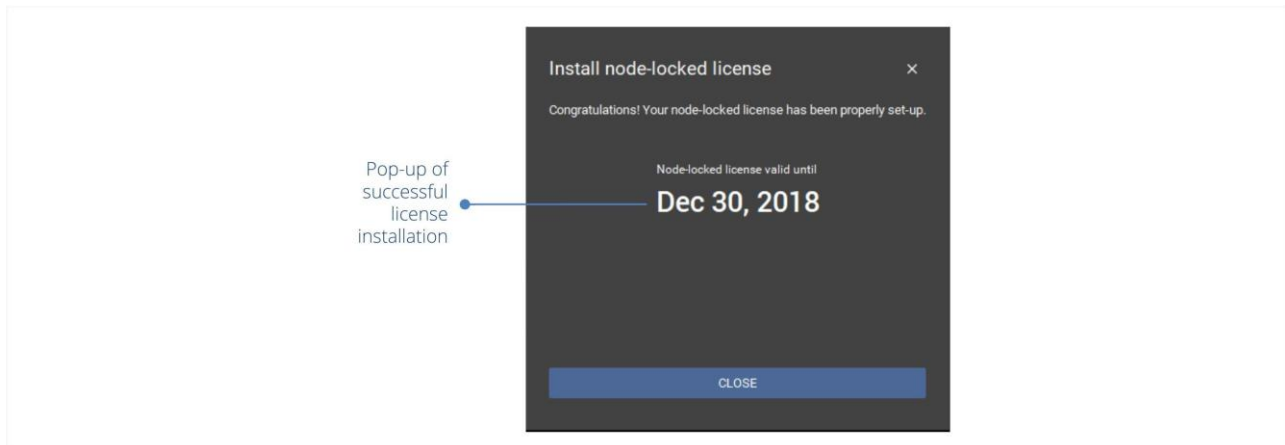 Install node-locked license ×
Congratulations! Your node-locked license has been properly set-up.
Pop-up of
successful
license
installation
Node-locked license valid until
Dec 30, 2018
CLOSE